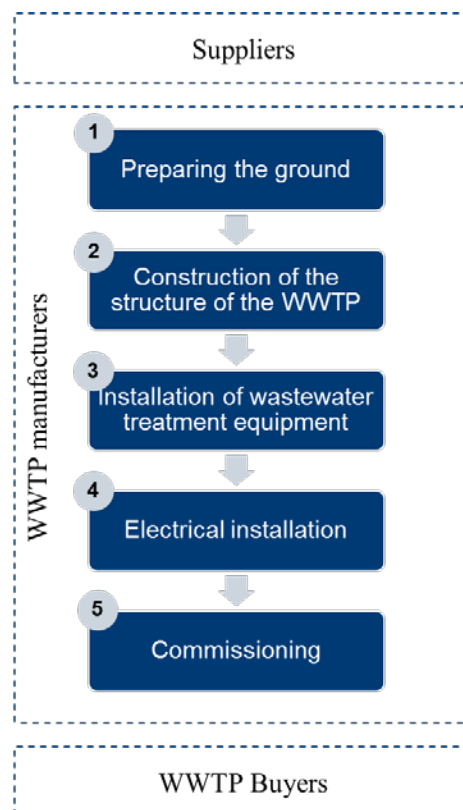 Suppliers
WWTP manufacturers
1
Preparing the ground
2
Construction of the
structure of the WWTP
3
Installation of wastewater
treatment equipment
4
Electrical installation
5
Commissioning
WWTP Buyers